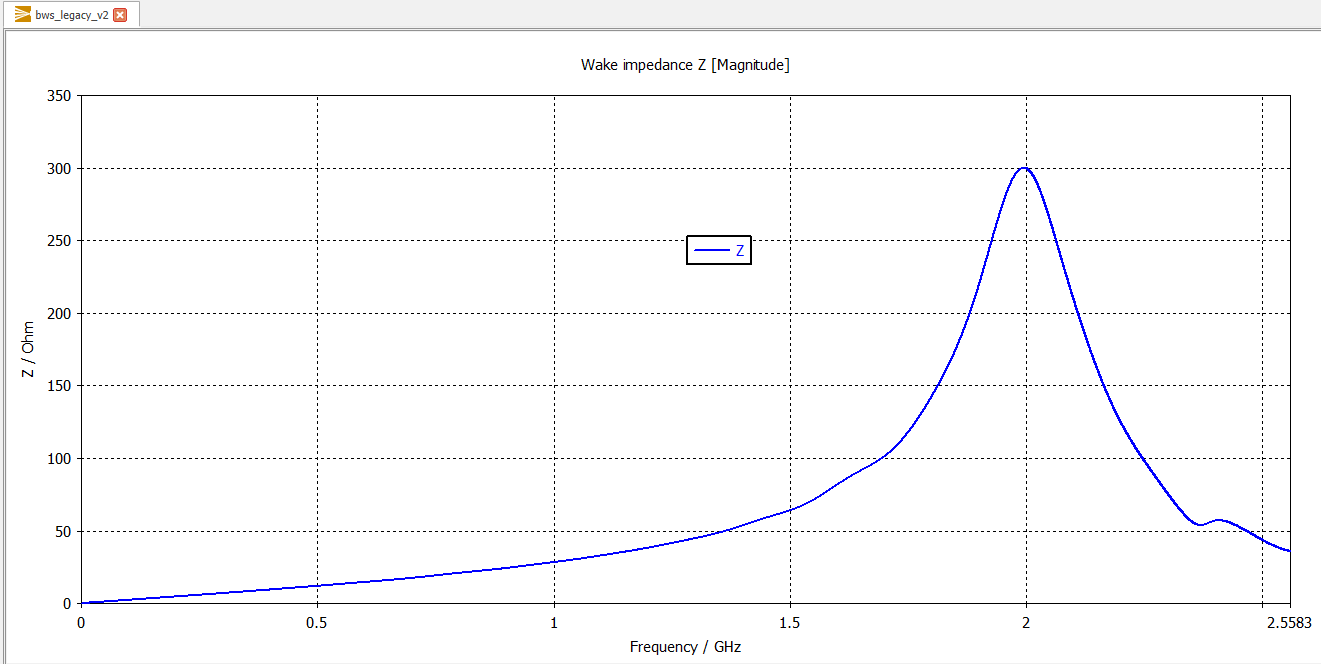 bws_legacy_v2
Wake impedance Z [Magnitude]
350
300
250
200
150
100
50
0
Z / Ohm
Z
0 0.5 1 1.5 2 2.5583
Frequency / GHz